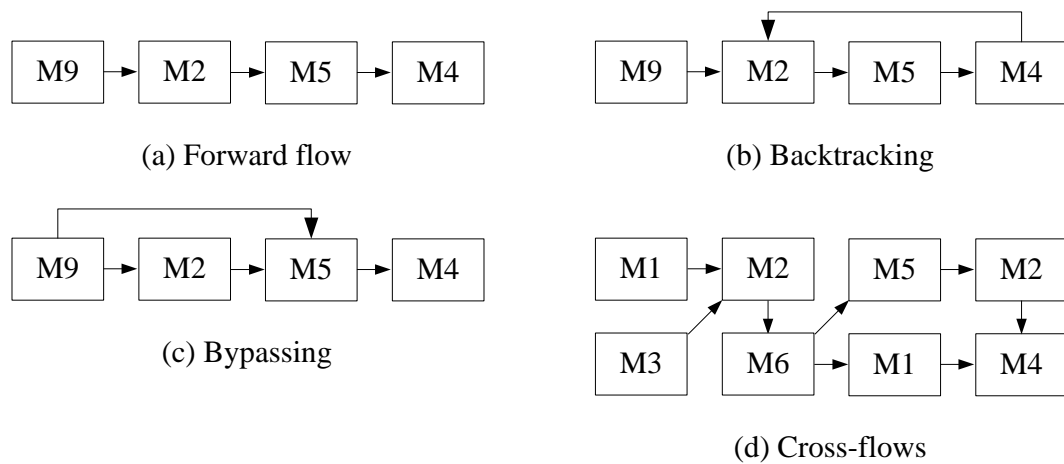 M9 M2 M5 M4
(a) Forward flow
M9 M2 M5 M4
(b) Backtracking
M9 M2 M5 M4
(c) Bypassing
M1 M2 M5 M2
M3 M6 M1 M4
(d) Cross-flows